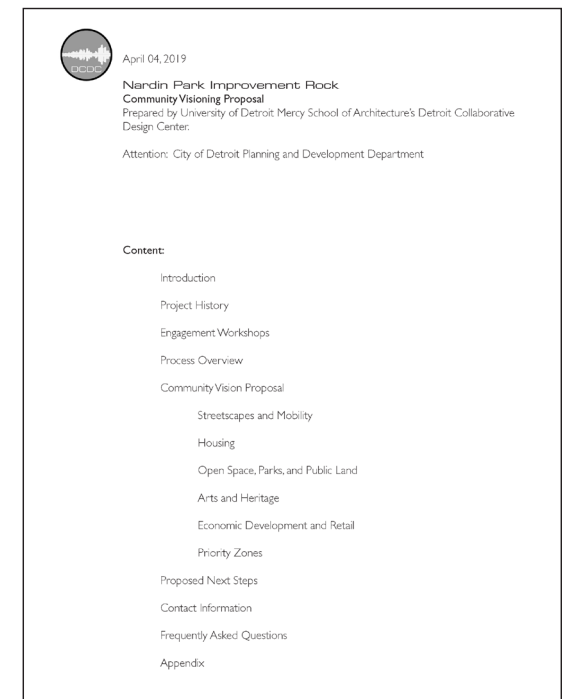 DCDC
April 04, 2019
Nardin Park Improvement Rock
Community Visioning Proposal
Prepared by University of Detroit Mercy School of Architecture's Detroit Collaborative
Design Center.
Attention: City of Detroit Planning and Development Department
Content:
Introduction
Project History
Engagement Workshops
Process Overview
Community Vision Proposal
Streetscapes and Mobility
Housing
Open Space, Parks, and Public Land
Arts and Heritage
Economic Development and Retail
Priority Zones
Proposed Next Steps
Contact Information
Frequently Asked Questions
Appendix